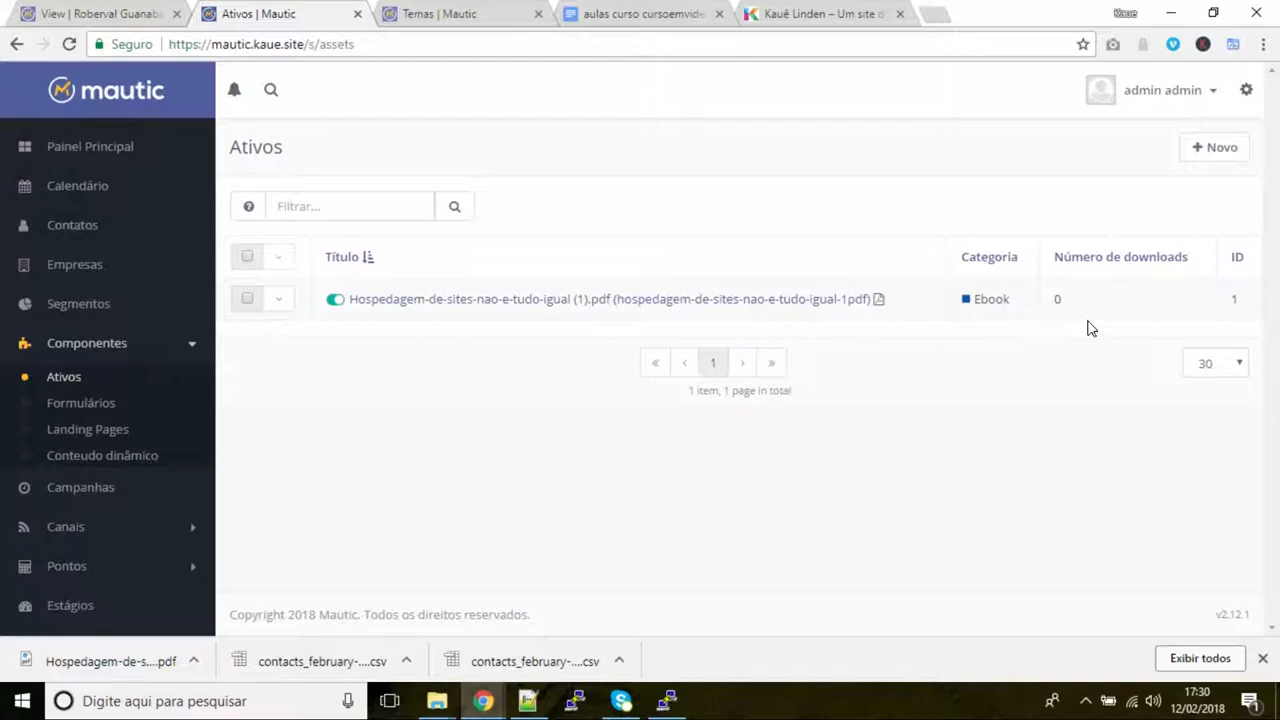 View | Roberval Guanaba
Ativos | Mautic
Temas | Mautic
aulas curso cursoemvide
Kauê Linden – Um site d
Kaue
Seguro
https://mautic.kaue.site/s/assets
mautic
admin admin
Painel Principal
Calendário
Contatos
Empresas
Segmentos
Componentes
Ativos
Formulários
Landing Pages
Conteudo dinâmico
Campanhas
Canais
Pontos
Estágios
Ativos
+ Novo
Filtrar...
Título
Categoria
Número de downloads
ID
Hospedagem-de-sites-nao-e-tudo-igual (1).pdf (hospedagem-de-sites-nao-e-tudo-igual-1pdf)
Ebook
0
1
« ‹ 1 › »
30
1 item, 1 page in total
Copyright 2018 Mautic. Todos os direitos reservados.
v2.12.1
Hospedagem-de-s....pdf
contacts_february-....csv
contacts_february-....csv
Exibir todos
Digite aqui para pesquisar
17:30
12/02/2018
1